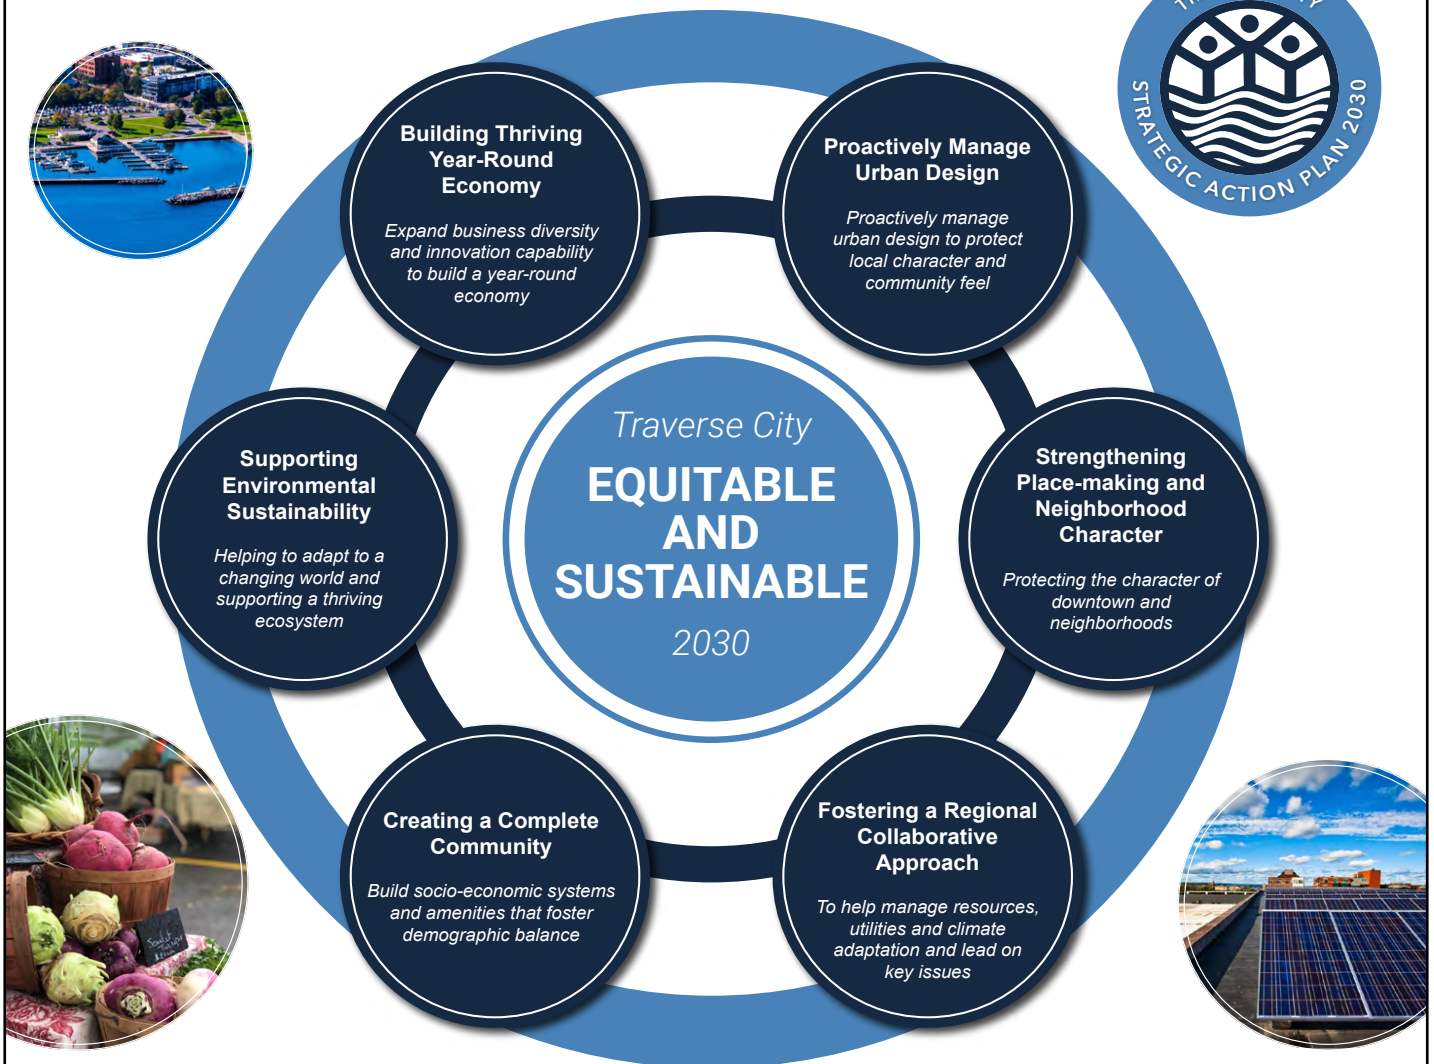 STRATEGIC ACTION PLAN 2030
Building Thriving
Year-Round
Economy
Expand business diversity
and innovation capability
to build a year-round
economy
Proactively Manage
Urban Design
Proactively manage
urban design to protect
local character and
community feel
Supporting
Environmental
Sustainability
Helping to adapt to a
changing world and
supporting a thriving
ecosystem
Traverse City
EQUITABLE
AND
SUSTAINABLE
2030
Strengthening
Place-making and
Neighborhood
Character
Protecting the character of
downtown and
neighborhoods
Creating a Complete
Community
Build socio-economic systems
and amenities that foster
demographic balance
Fostering a Regional
Collaborative
Approach
To help manage resources,
utilities and climate
adaptation and lead on
key issues
Scarlet